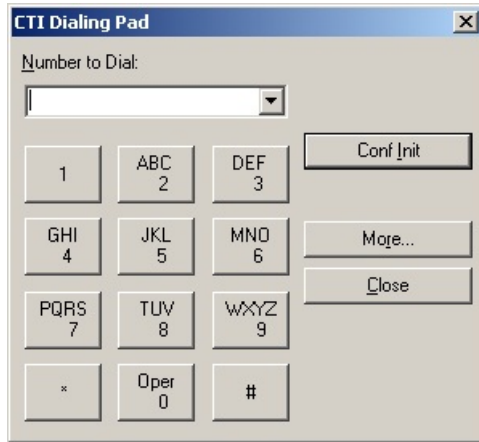 CTI Dialing Pad
Number to Dial:
1
ABC
2
DEF
3
Conf Init
GHI
4
JKL
5
MNO
6
More...
Close
PQRS
7
TUV
8
WXYZ
9
*
Oper
0
#